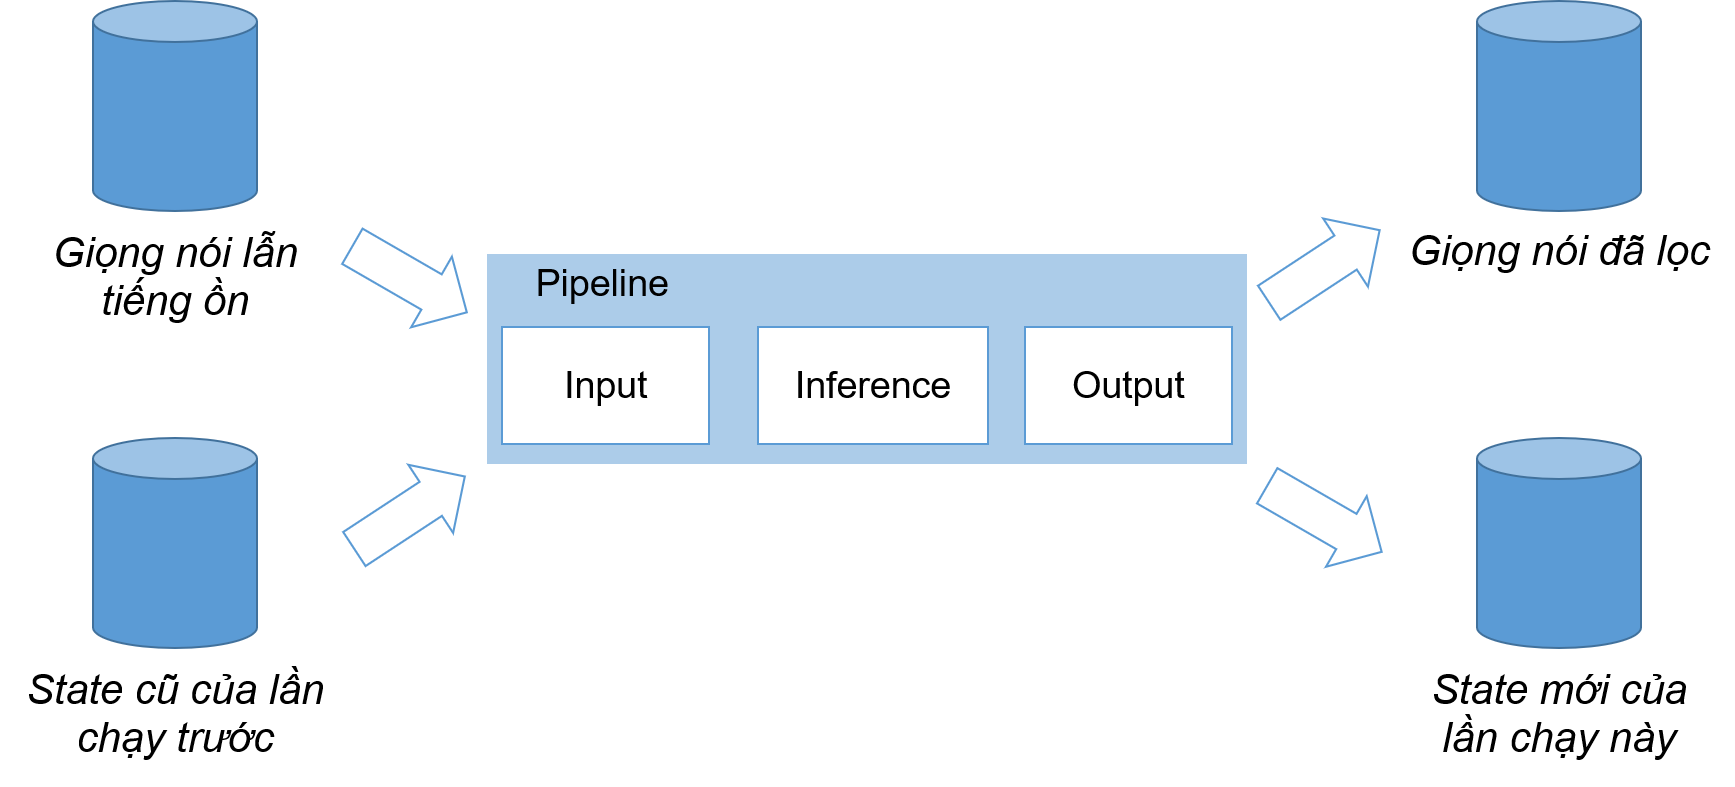 Giọng nói lẫn
tiếng ồn
Giọng nói đã lọc
Pipeline
Input
Inference
Output
State cũ của lần
chạy trước
State mới của
lần chạy này